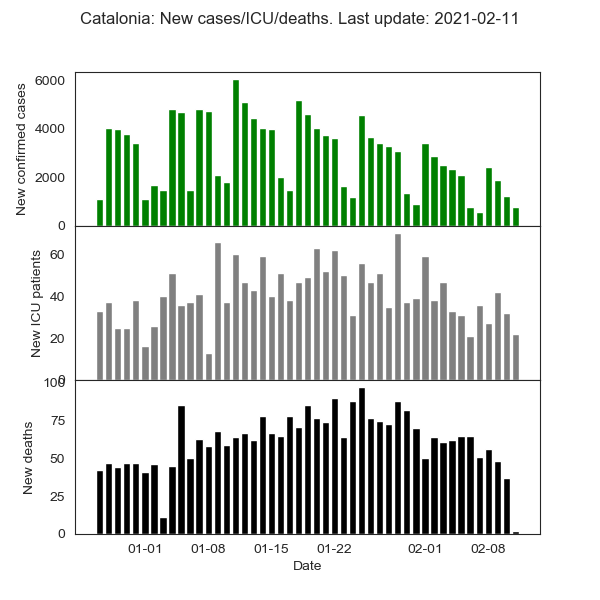 Catalonia: New cases/ICU/deaths. Last update: 2021-02-11
New confirmed cases
6000
4000
2000
0
New ICU patients
60
40
20
0
New deaths
100
75
50
25
0
01-01 01-08 01-15 01-22 02-01 02-08
Date